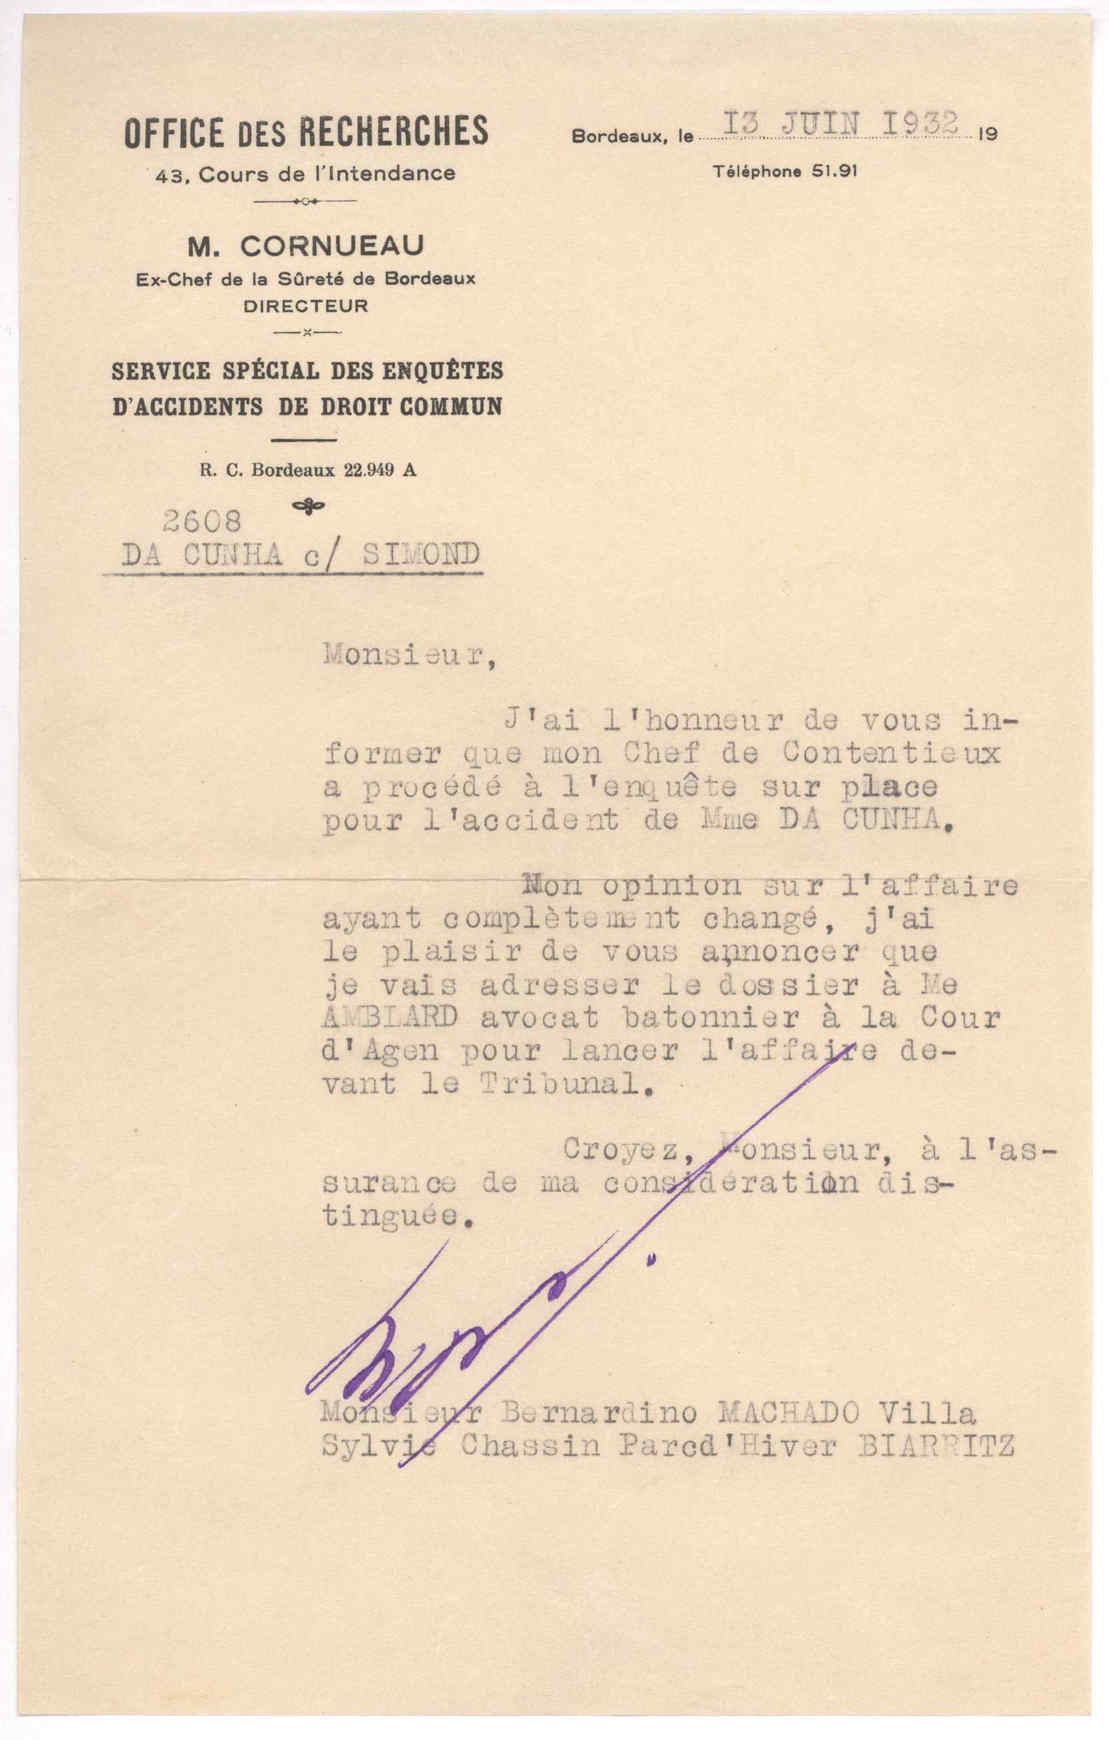 OFFICE DES RECHERCHES
43, Cours de l'Intendance
M. CORNUEAU
Ex-Chef de la Sûreté de Bordeaux
DIRECTEUR
SERVICE SPÉCIAL DES ENQUÊTES
D'ACCIDENTS DE DROIT COMMUN
R. C. Bordeaux 22.949 A
Bordeaux, le 13 JUIN 1932 19
Téléphone 51.91
2608
DA CUNHA c/ SIMOND
Monsieur,
J'ai l'honneur de vous in-
former que mon Chef de Contentieux
a procédé à l'enquête sur place
pour l'accident de Mme DA CUNHA.
Mon opinion sur l'affaire
ayant complètement changé, j'ai
le plaisir de vous annoncer que
je vais adresser le dossier à Me
AMBLARD avocat batonnier à la Cour
d'Agen pour lancer l'affaire de-
vant le Tribunal.
Croyez, Monsieur, à l'as-
surance de ma considération dis-
tinguée.
Monsieur Bernardino MACHADO Villa
Sylvie Chassin Parcd'Hiver BIARRITZ